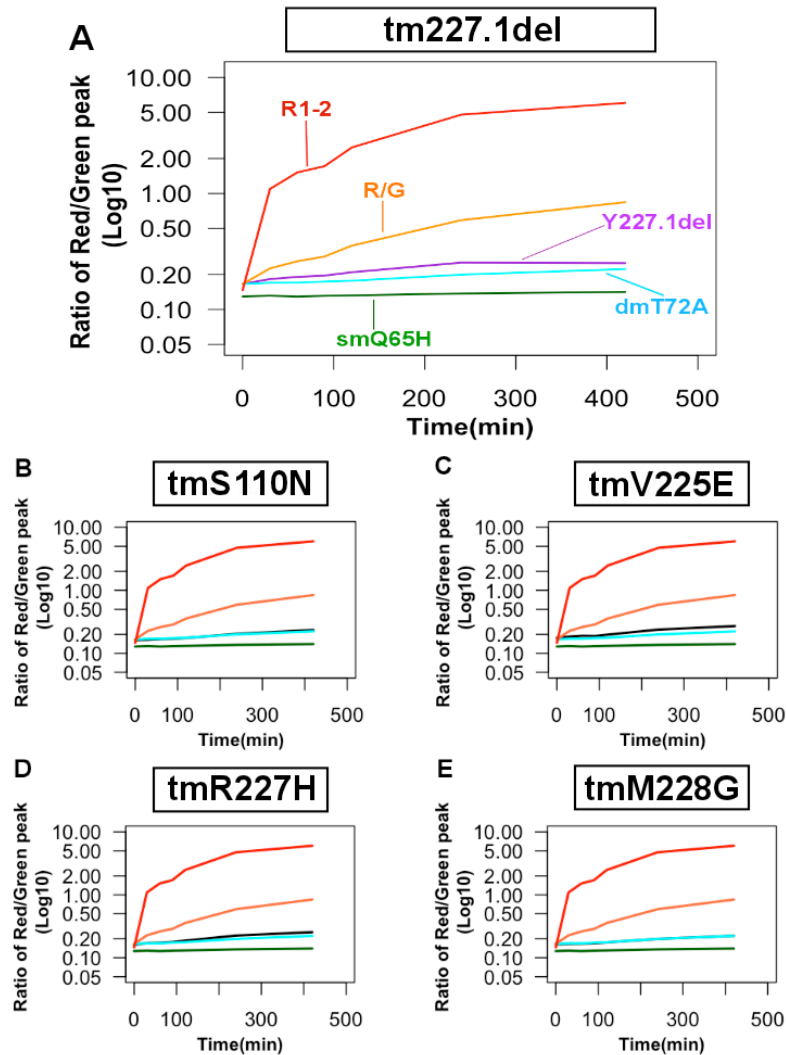 A
tm227.1del
Ratio of Red/Green peak
(Log10)
10.00
5.00
2.00
1.00
0.50
0.20
0.10
0.05
R1-2
R/G
Y227.1del
dmT72A
smQ65H
0 100 200 300 400 500
Time(min)
B
tmS110N
Ratio of Red/Green peak
(Log10)
10.00
5.00
2.00
1.00
0.50
0.20
0.10
0.05
0 100 300 500
Time(min)
C
tmV225E
Ratio of Red/Green peak
(Log10)
10.00
5.00
2.00
1.00
0.50
0.20
0.10
0.05
0 100 300 500
Time(min)
D
tmR227H
Ratio of Red/Green peak
(Log10)
10.00
5.00
2.00
1.00
0.50
0.20
0.10
0.05
0 100 300 500
Time(min)
E
tmM228G
Ratio of Red/Green peak
(Log10)
10.00
5.00
2.00
1.00
0.50
0.20
0.10
0.05
0 100 300 500
Time(min)